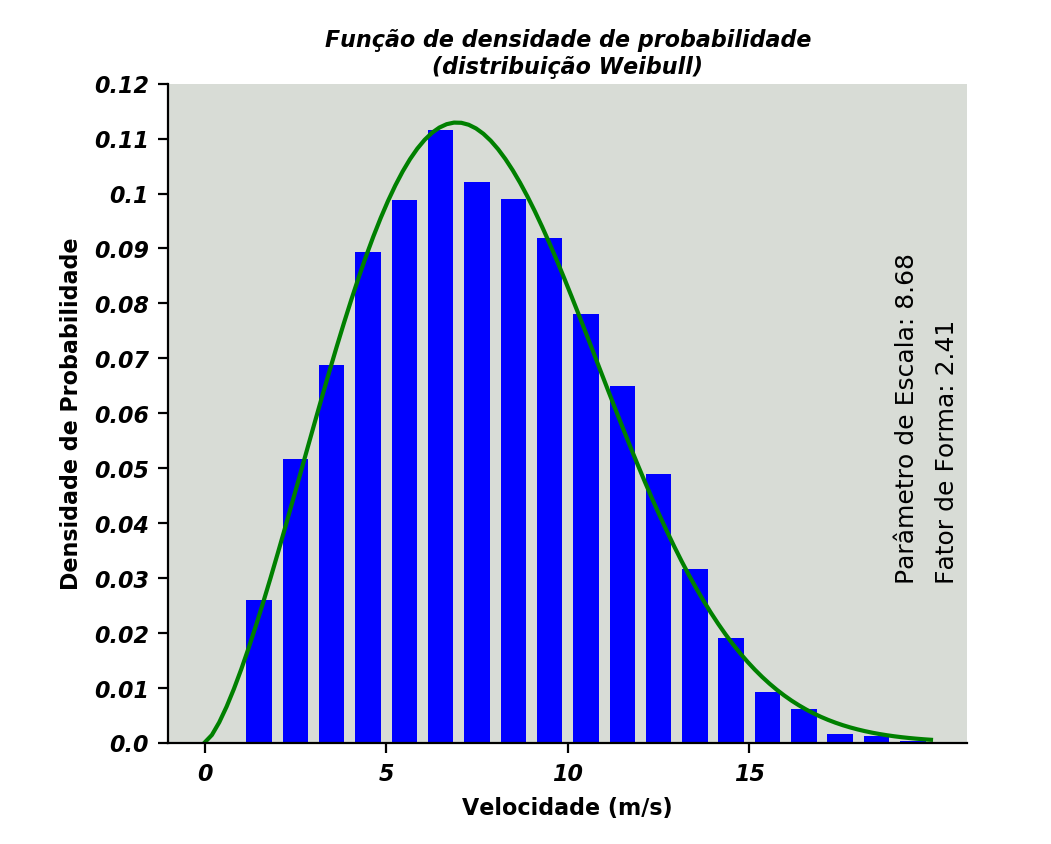 Função de densidade de probabilidade
(distribuição Weibull)
0.12
0.11
0.1
0.09
0.08
0.07
0.06
0.05
0.04
0.03
0.02
0.01
0.0
Densidade de Probabilidade
Parâmetro de Escala: 8.68
Fator de Forma: 2.41
0 5 10 15
Velocidade (m/s)